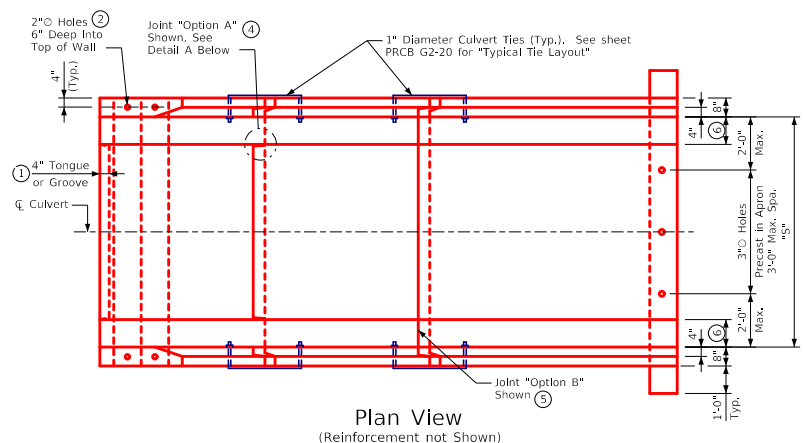 2"∅ Holes ②
6" Deep Into
Top of Wall
Joint "Option A" ④
Shown, See
Detail A Below
1" Diameter Culvert Ties (Typ.). See sheet
PRCB G2-20 for "Typical Tie Layout"
4"
(Typ.)
① 4" Tongue
or Groove
℄ Culvert
8"
4"
⑥
2'-0"
Max.
3"∅ Holes
Precast in Apron
3'-0" Max. Spa.
"S"
2'-0"
Max.
⑥
4"
8"
1'-0"
Typ.
Joint "Option B"
Shown ⑤
Plan View
(Reinforcement not Shown)